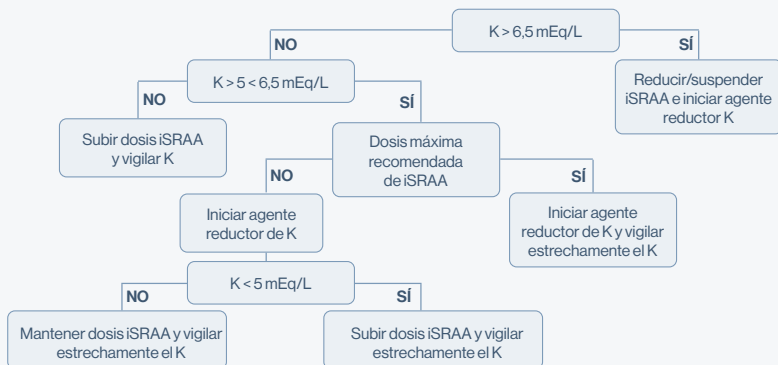 K > 6,5 mEq/L
NO
SÍ
K > 5 < 6,5 mEq/L
Reducir/suspender
iSRAA e iniciar agente
reductor K
NO
SÍ
Subir dosis iSRAA
y vigilar K
Dosis máxima
recomendada
de iSRAA
NO
SÍ
Iniciar agente
reductor de K
Iniciar agente
reductor de K y vigilar
estrechamente el K
K < 5 mEq/L
NO
SÍ
Mantener dosis iSRAA y vigilar
estrechamente el K
Subir dosis iSRAA y vigilar
estrechamente el K